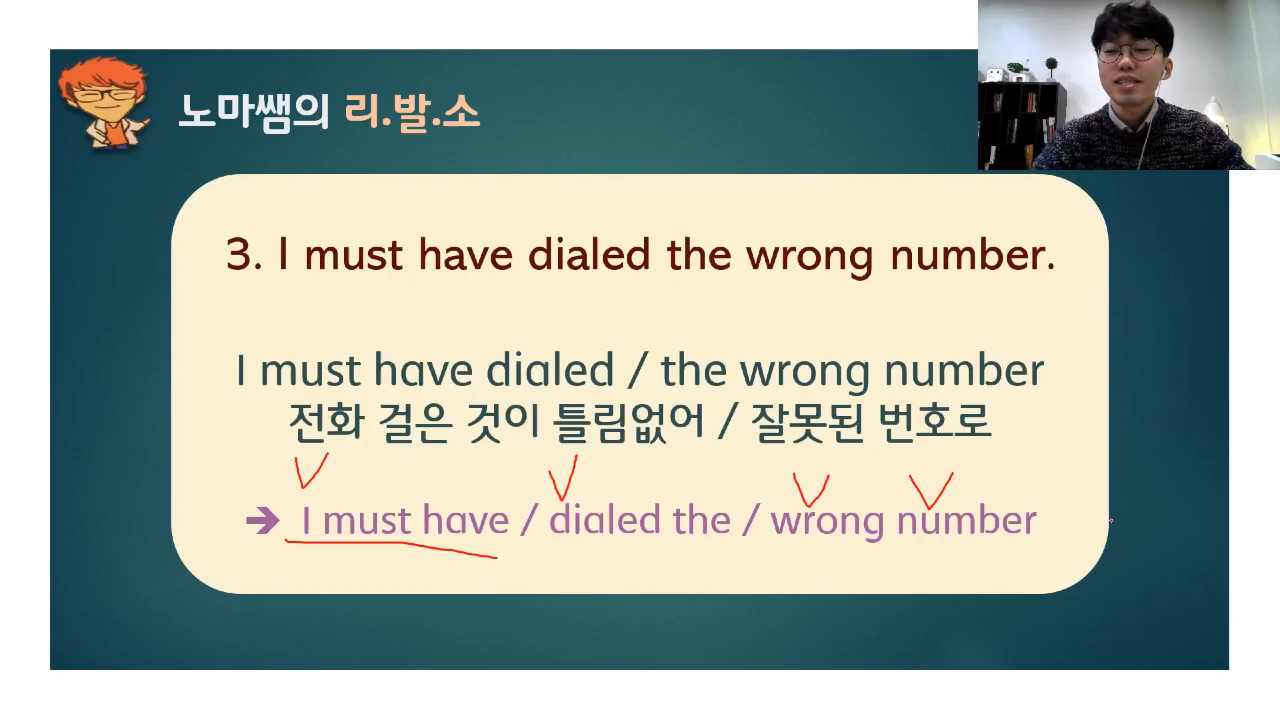 노마쌤의 리.발.소
3. I must have dialed the wrong number.
I must have dialed / the wrong number
전화 걸은 것이 틀림없어 / 잘못된 번호로
➔ I must have / dialed the / wrong number